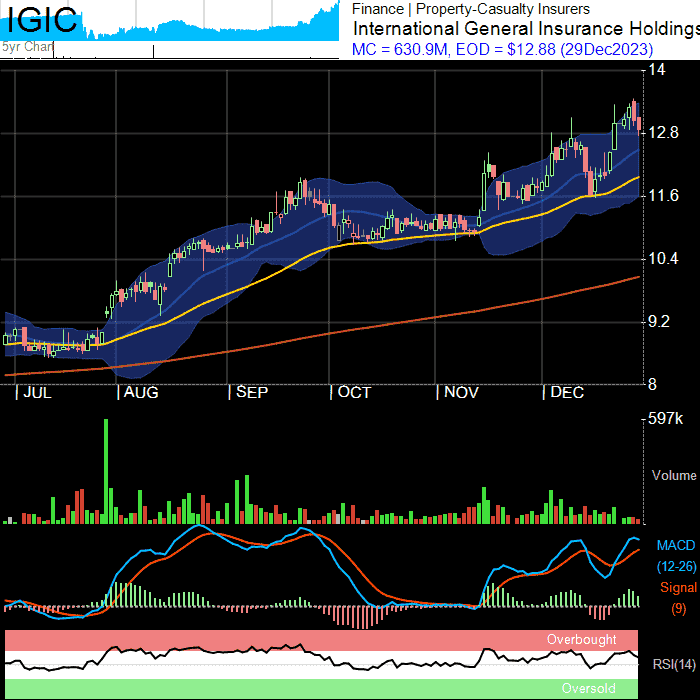 IGIC
5yr Chart
Finance | Property-Casualty Insurers
International General Insurance Holdings
MC = 630.9M, EOD = $12.88 (29Dec2023)
14
12.8
11.6
10.4
9.2
8
JUL AUG SEP OCT NOV DEC
597k
Volume
MACD
(12-26)
Signal
(9)
Overbought
RSI(14)
Oversold